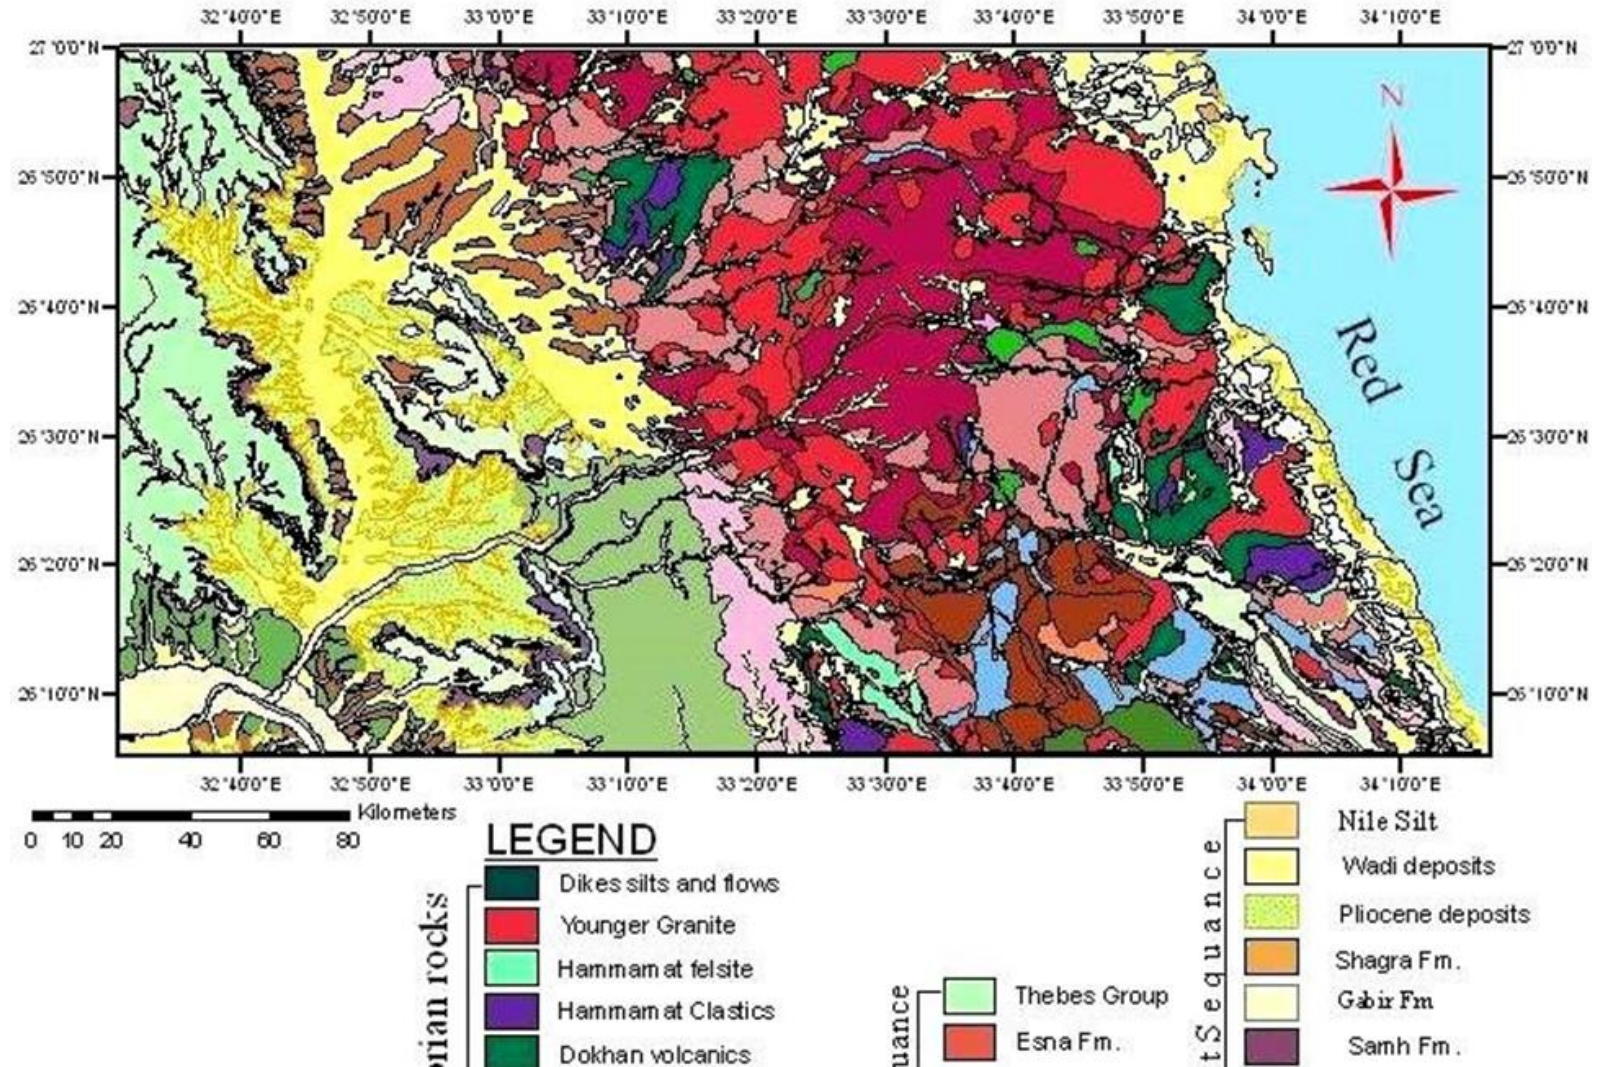 32°40'0"E 32°50'0"E 33°0'0"E 33°10'0"E 33°20'0"E 33°30'0"E 33°40'0"E 33°50'0"E 34°0'0"E 34°10'0"E
27°0'0"N 27°0'0"N
N
26°50'0"N 26°50'0"N
26°40'0"N 26°40'0"N
Red Sea
26°30'0"N 26°30'0"N
26°20'0"N 26°20'0"N
26°10'0"N 26°10'0"N
32°40'0"E 32°50'0"E 33°0'0"E 33°10'0"E 33°20'0"E 33°30'0"E 33°40'0"E 33°50'0"E 34°0'0"E 34°10'0"E
Kilometers
0 10 20 40 60 80
LEGEND
brian rocks
Dikes silts and flows
Younger Granite
Hammamat felsite
Hammamat Clastics
Dokhan volcanics
uance
Thebes Group
Esna Fm.
t Sequance
Nile Silt
Wadi deposits
Pliocene deposits
Shagra Fm.
Gabir Fm
Samh Fm.